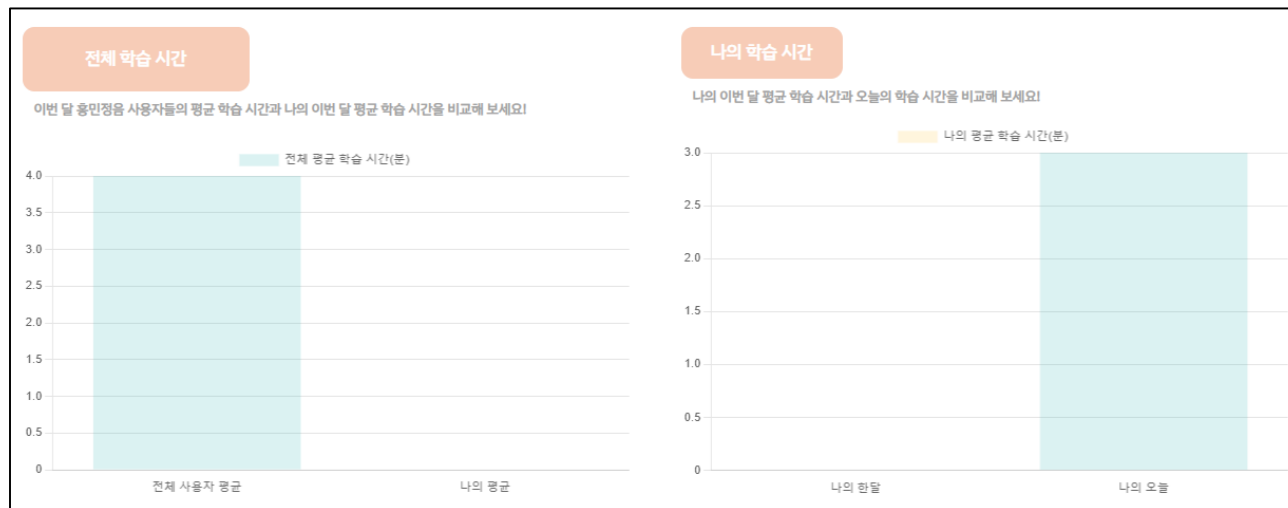 전체 학습 시간
이번 달 훙민정음 사용자들의 평균 학습 시간과 나의 이번 달 평균 학습 시간을 비교해 보세요!
전체 평균 학습 시간(분)
4.0
3.5
3.0
2.5
2.0
1.5
1.0
0.5
0
전체 사용자 평균
나의 평균
나의 학습 시간
나의 이번 달 평균 학습 시간과 오늘의 학습 시간을 비교해 보세요!
나의 평균 학습 시간(분)
3.0
2.5
2.0
1.5
1.0
0.5
0
나의 한달
나의 오늘